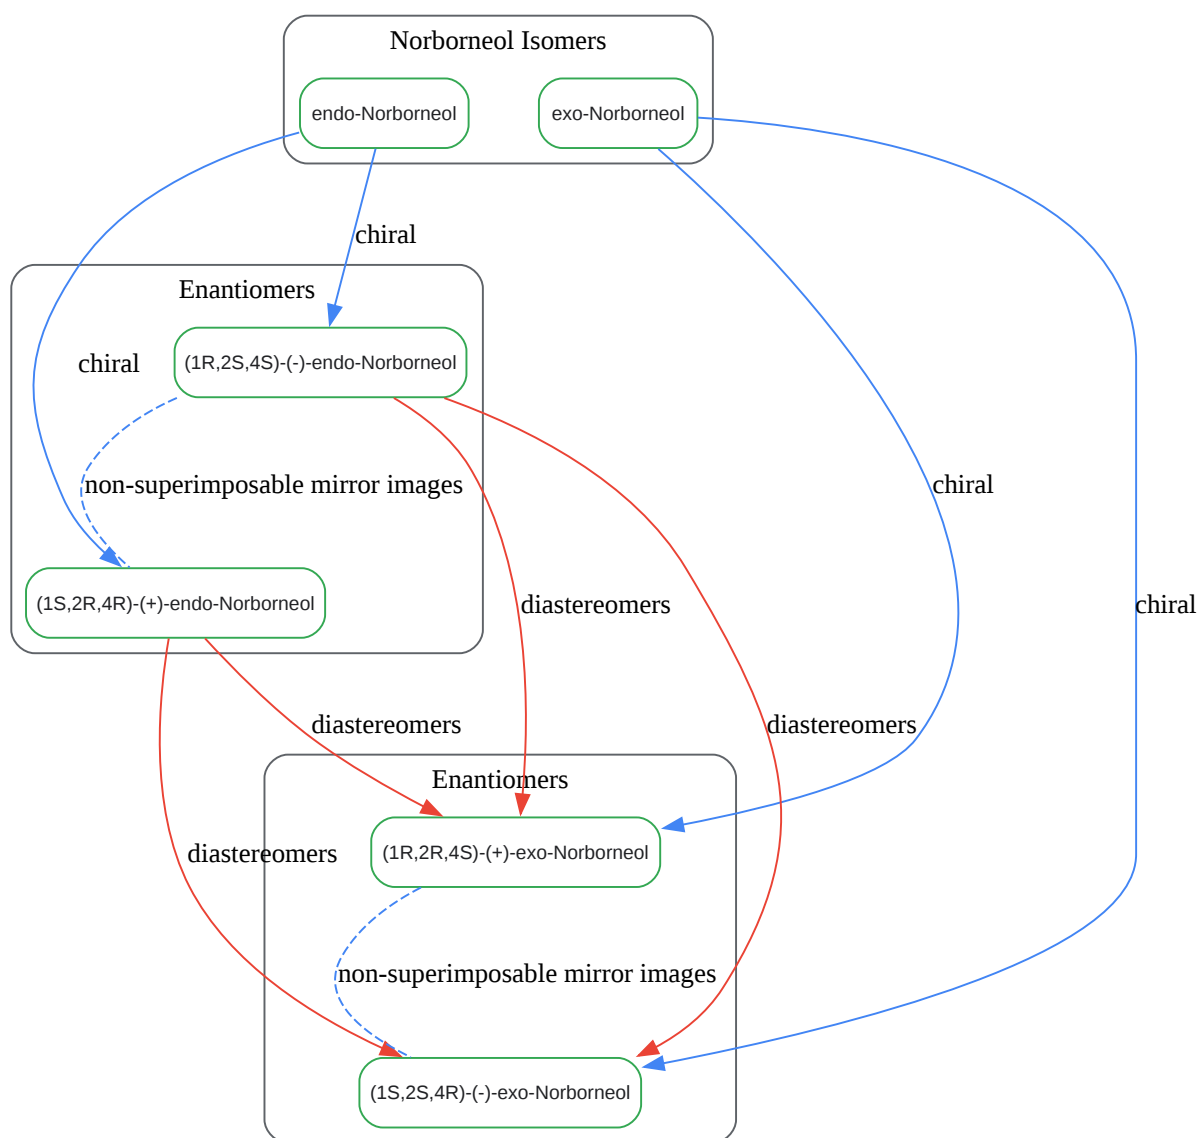 Norborneol Isomers
endo-Norborneol
exo-Norborneol
chiral
Enantiomers
chiral
(1R,2S,4S)-(-)-endo-Norborneol
non-superimposable mirror images
chiral
(1S,2R,4R)-(+)-endo-Norborneol
diastereomers
chiral
diastereomers
diastereomers
Enantiomers
diastereomers
(1R,2R,4S)-(+)-exo-Norborneol
non-superimposable mirror images
(1S,2S,4R)-(-)-exo-Norborneol